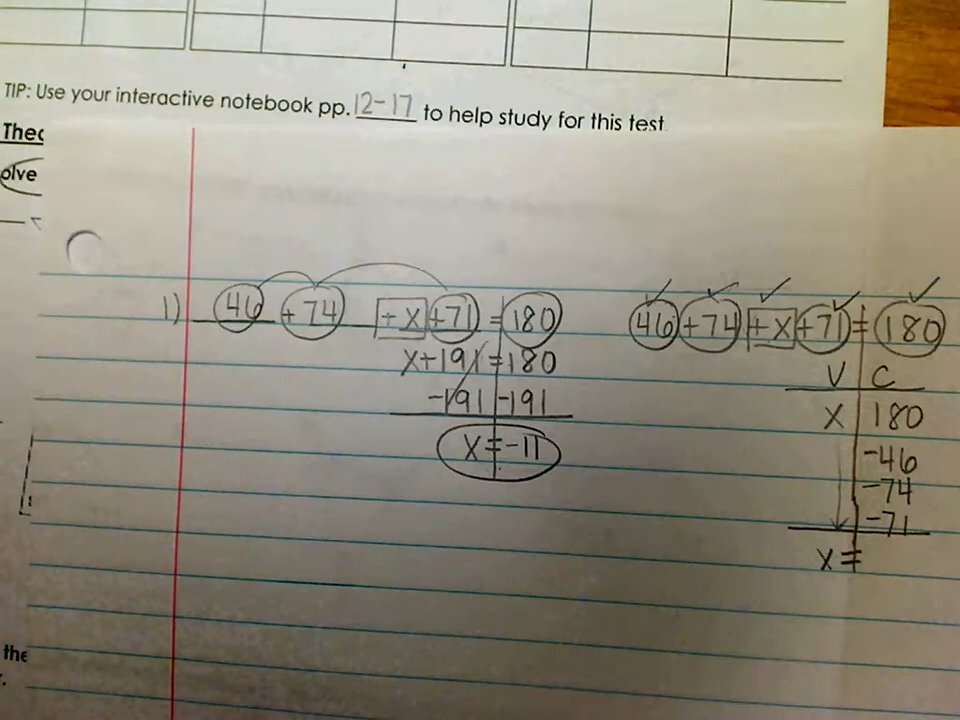 TIP: Use your interactive notebook pp. 12-17 to help study for this test.
Theo
olve
1) 46 + 74 + x + 71 = 180
x + 191 = 180
-191 -191
x = -11
46 + 74 + x + 71 = 180
V C
x 180
-46
-74
-71
x =
the